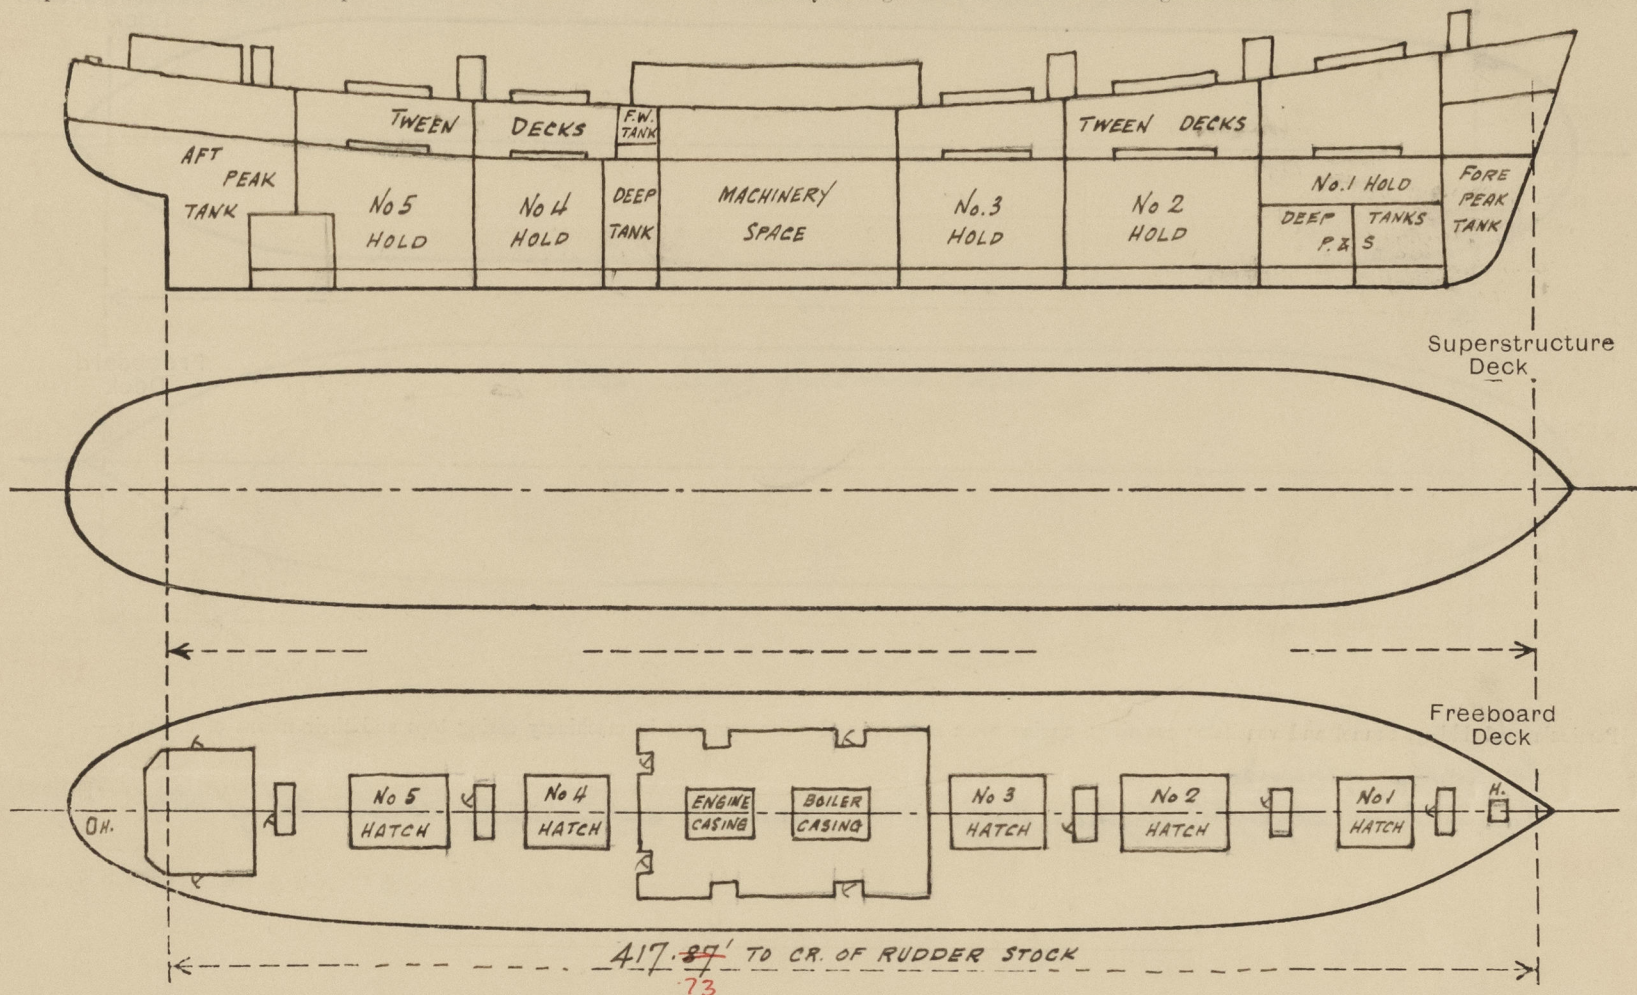 TWEEN DECKS
F.W.
TANK
TWEEN DECKS
AFT
PEAK
TANK
No 5
HOLD
No 4
HOLD
DEEP
TANK
MACHINERY
SPACE
No.3
HOLD
No 2
HOLD
No.1 HOLD
DEEP TANKS
P. & S
FORE
PEAK
TANK
Superstructure
Deck
Freeboard
Deck
H.
No 5
HATCH
No 4
HATCH
ENGINE
CASING
BOILER
CASING
No 3
HATCH
No 2
HATCH
No 1
HATCH
H.
417.87' TO CR. OF RUDDER STOCK
73